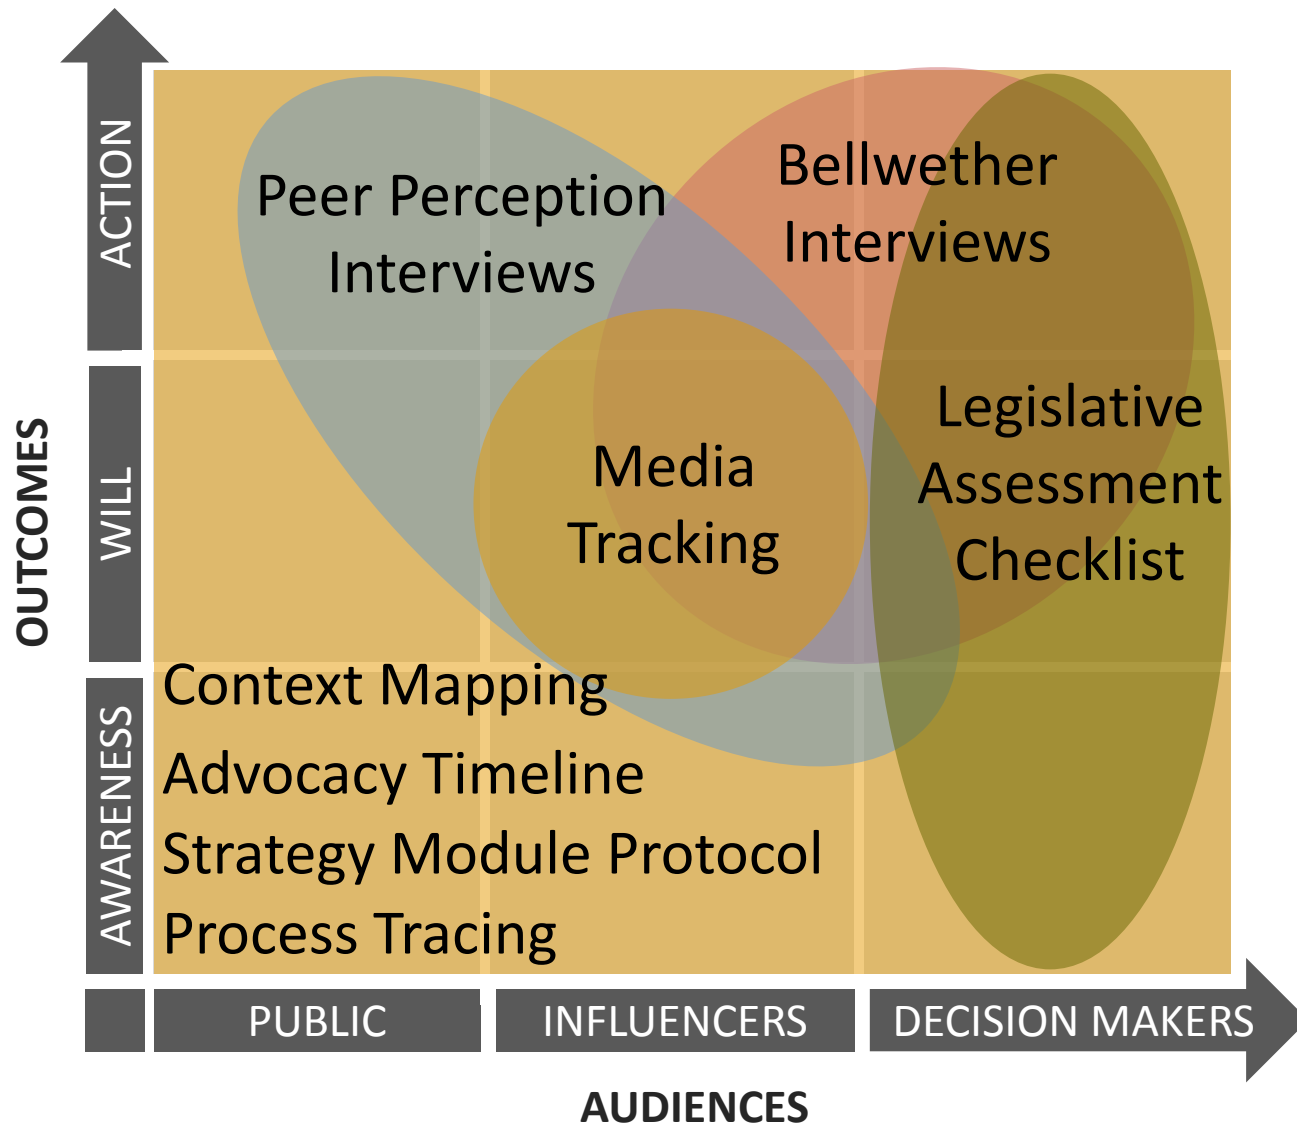 ACTION
WILL
AWARENESS
OUTCOMES
Peer Perception
Interviews
Bellwether
Interviews
Media
Tracking
Legislative
Assessment
Checklist
Context Mapping
Advocacy Timeline
Strategy Module Protocol
Process Tracing
PUBLIC
INFLUENCERS
DECISION MAKERS
AUDIENCES